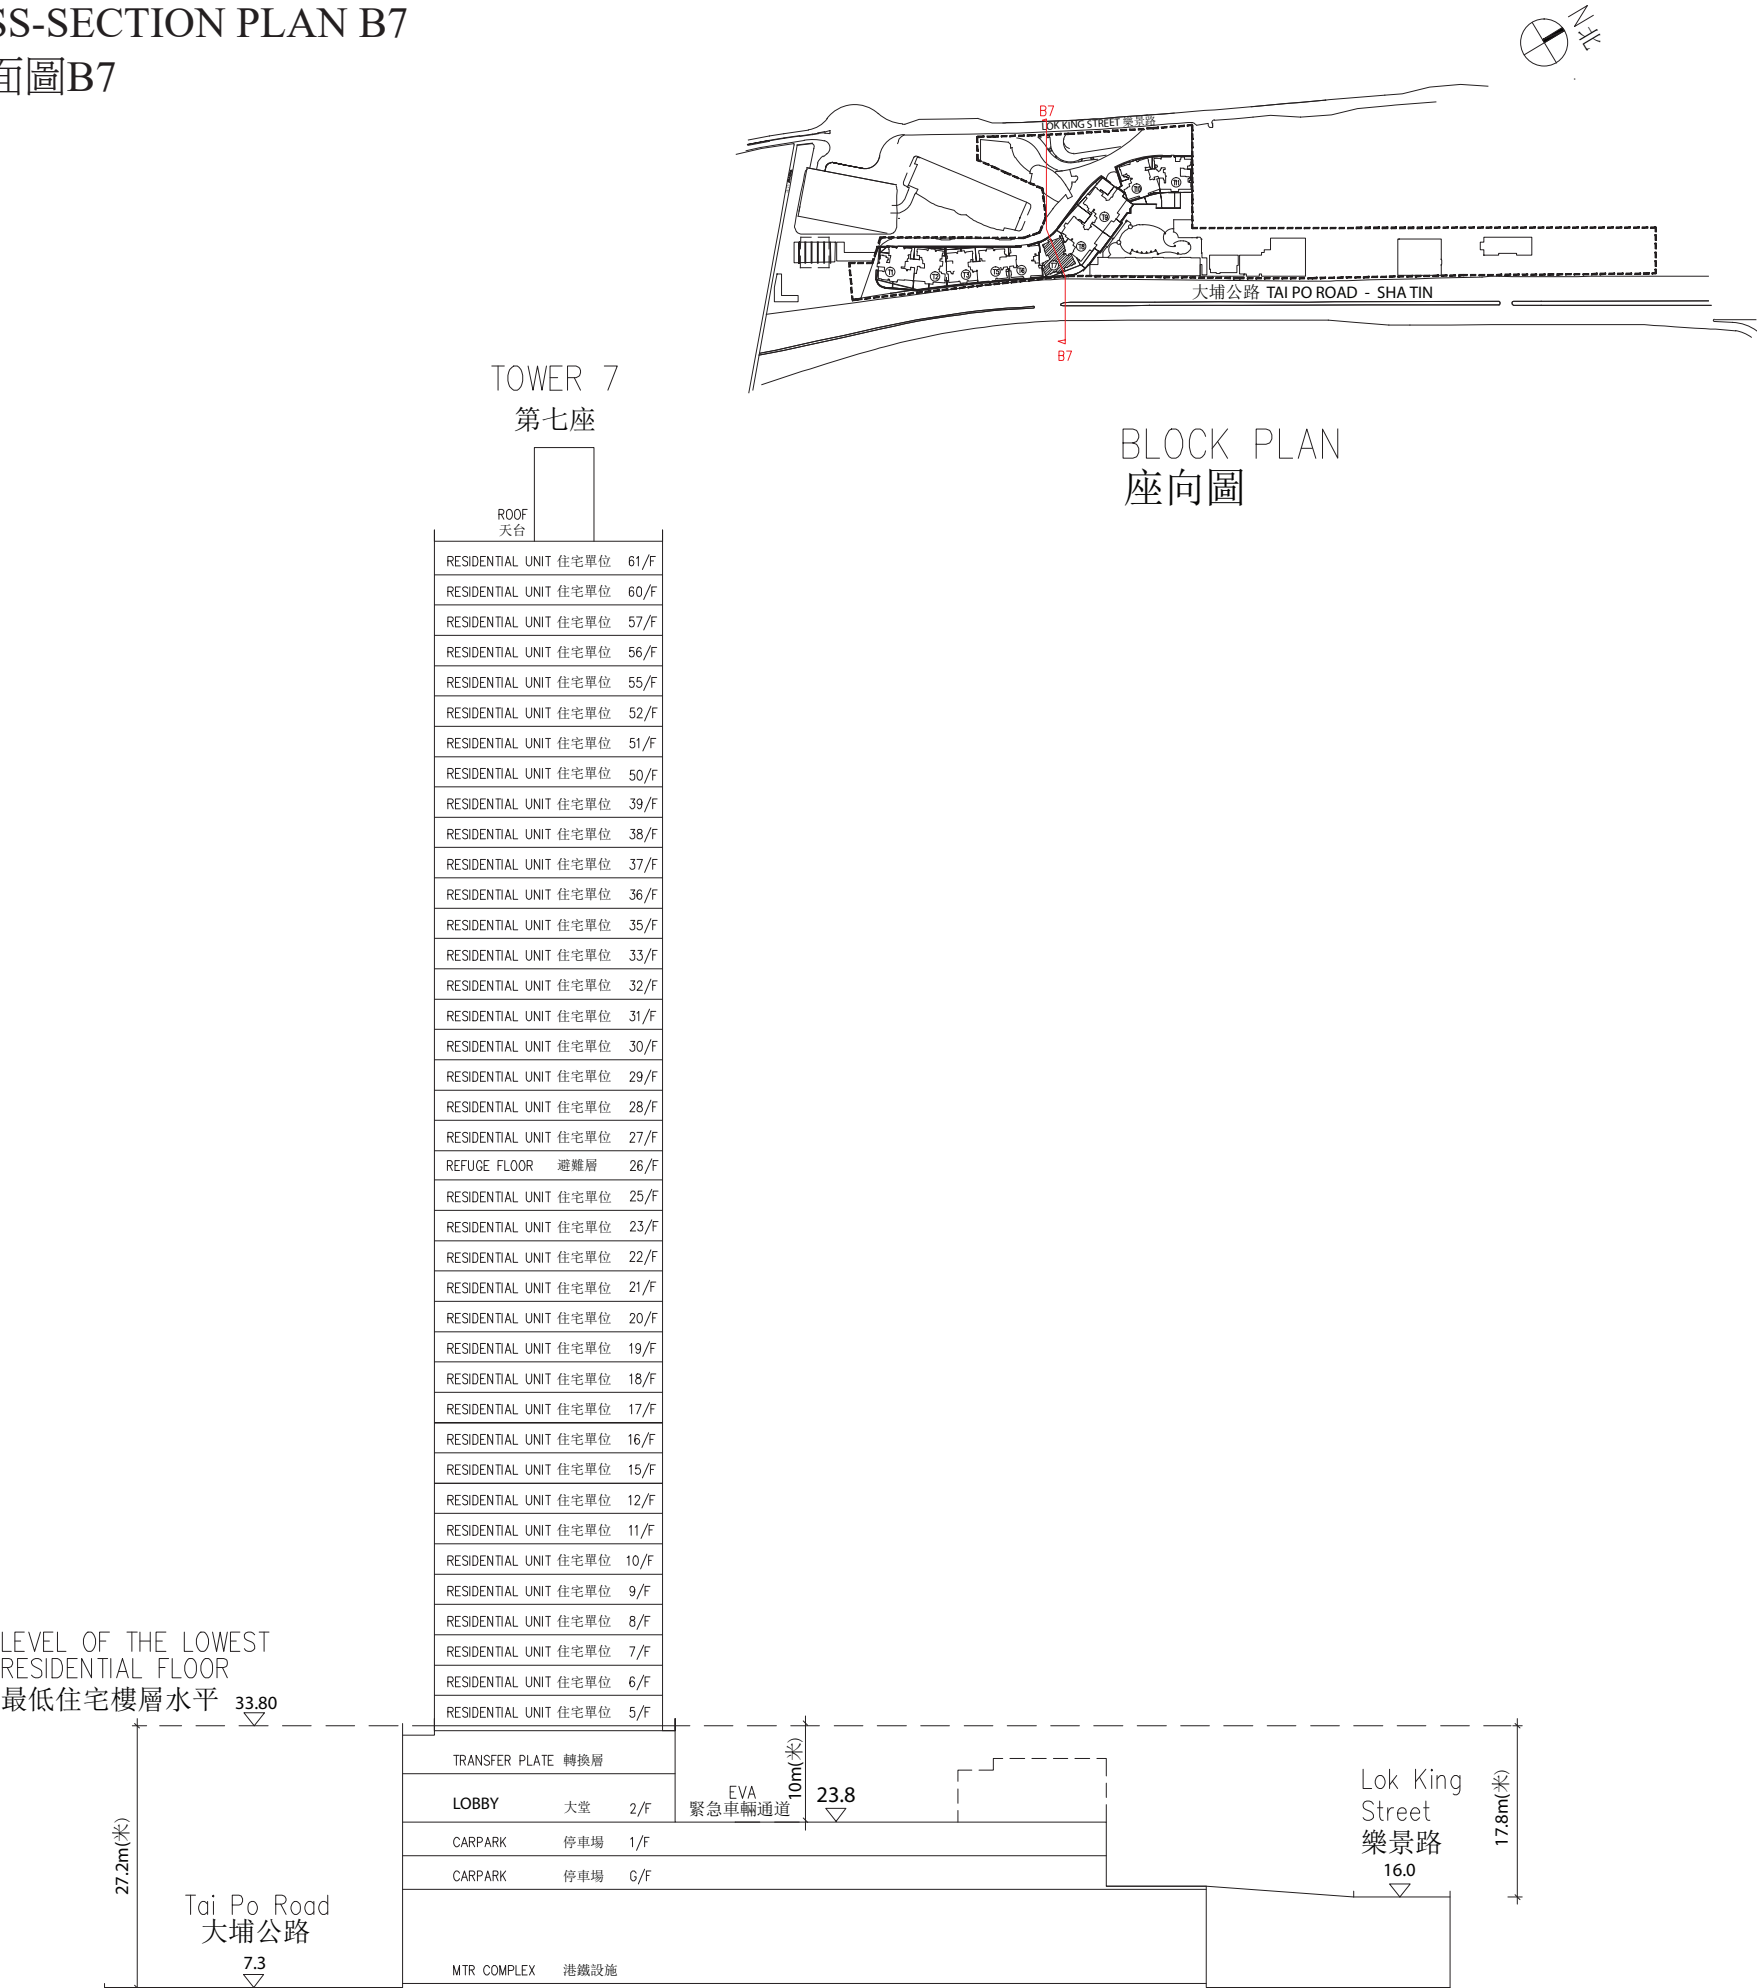 SS-SECTION PLAN B7
面圖B7
N北
B7
LOK KING STREET 樂景路
T10
T11
T9
T8
T1
T2
T3
T5
T6
T7
大埔公路 TAI PO ROAD - SHA TIN
B7
BLOCK PLAN
座向圖
TOWER 7
第七座
ROOF
天台
RESIDENTIAL UNIT 住宅單位 61/F
RESIDENTIAL UNIT 住宅單位 60/F
RESIDENTIAL UNIT 住宅單位 57/F
RESIDENTIAL UNIT 住宅單位 56/F
RESIDENTIAL UNIT 住宅單位 55/F
RESIDENTIAL UNIT 住宅單位 52/F
RESIDENTIAL UNIT 住宅單位 51/F
RESIDENTIAL UNIT 住宅單位 50/F
RESIDENTIAL UNIT 住宅單位 39/F
RESIDENTIAL UNIT 住宅單位 38/F
RESIDENTIAL UNIT 住宅單位 37/F
RESIDENTIAL UNIT 住宅單位 36/F
RESIDENTIAL UNIT 住宅單位 35/F
RESIDENTIAL UNIT 住宅單位 33/F
RESIDENTIAL UNIT 住宅單位 32/F
RESIDENTIAL UNIT 住宅單位 31/F
RESIDENTIAL UNIT 住宅單位 30/F
RESIDENTIAL UNIT 住宅單位 29/F
RESIDENTIAL UNIT 住宅單位 28/F
RESIDENTIAL UNIT 住宅單位 27/F
REFUGE FLOOR 避難層 26/F
RESIDENTIAL UNIT 住宅單位 25/F
RESIDENTIAL UNIT 住宅單位 23/F
RESIDENTIAL UNIT 住宅單位 22/F
RESIDENTIAL UNIT 住宅單位 21/F
RESIDENTIAL UNIT 住宅單位 20/F
RESIDENTIAL UNIT 住宅單位 19/F
RESIDENTIAL UNIT 住宅單位 18/F
RESIDENTIAL UNIT 住宅單位 17/F
RESIDENTIAL UNIT 住宅單位 16/F
RESIDENTIAL UNIT 住宅單位 15/F
RESIDENTIAL UNIT 住宅單位 12/F
RESIDENTIAL UNIT 住宅單位 11/F
RESIDENTIAL UNIT 住宅單位 10/F
RESIDENTIAL UNIT 住宅單位 9/F
RESIDENTIAL UNIT 住宅單位 8/F
RESIDENTIAL UNIT 住宅單位 7/F
RESIDENTIAL UNIT 住宅單位 6/F
RESIDENTIAL UNIT 住宅單位 5/F
LEVEL OF THE LOWEST
RESIDENTIAL FLOOR
最低住宅樓層水平 33.80
TRANSFER PLATE 轉換層
LOBBY 大堂 2/F
CARPARK 停車場 1/F
CARPARK 停車場 G/F
MTR COMPLEX 港鐵設施
EVA
緊急車輛通道
10m(米)
23.8
Lok King
Street
樂景路
16.0
17.8m(米)
27.2m(米)
Tai Po Road
大埔公路
7.3